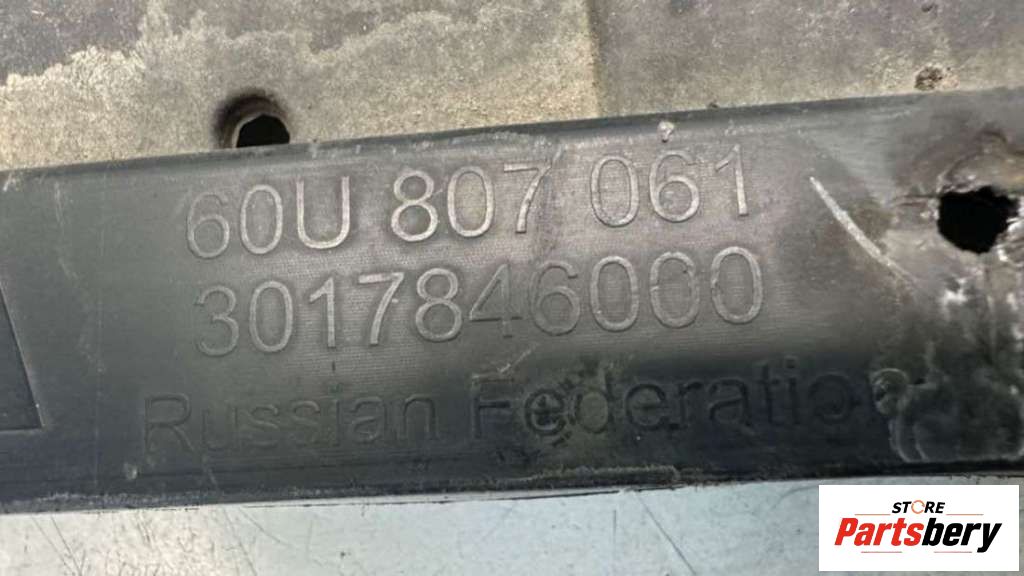 60U 807 061
3017846000
Russian Federation
STORE
Partsbery